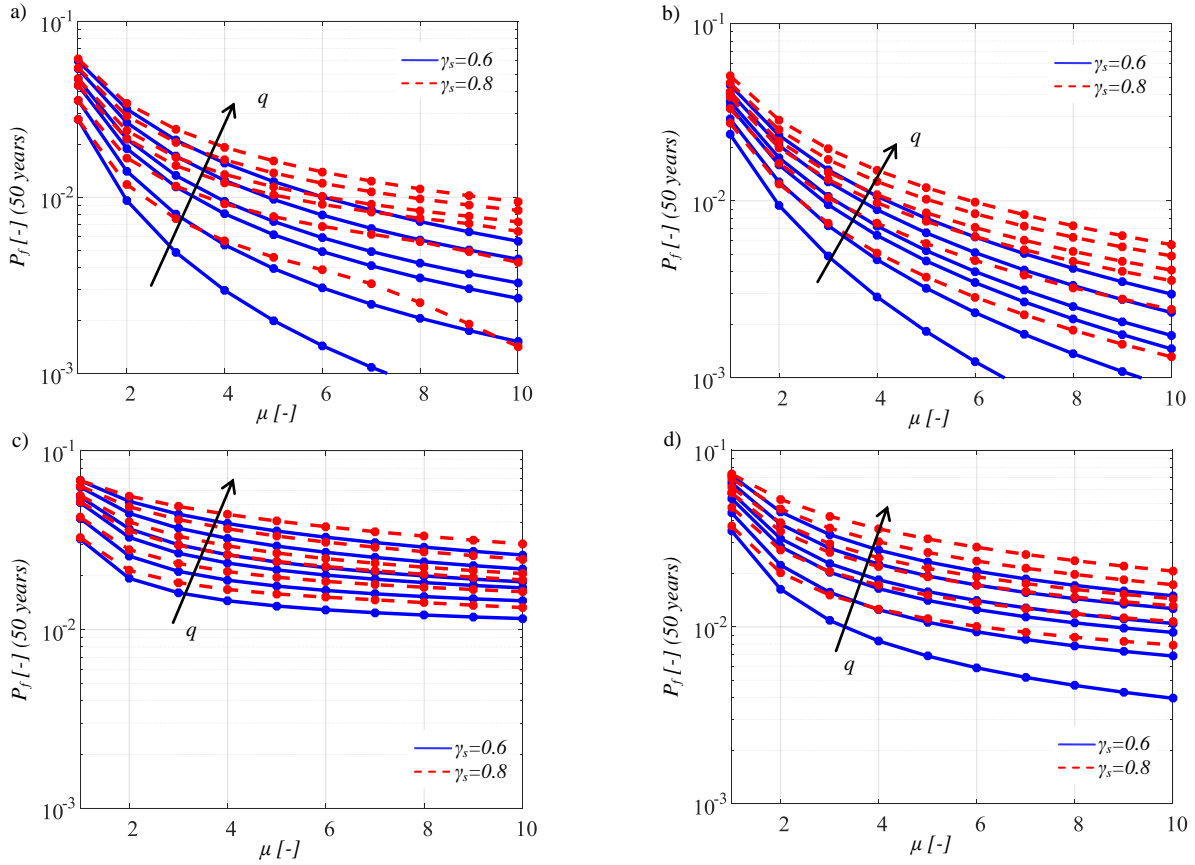 a)
10^-1
γ_s=0.6
γ_s=0.8
q
P_f [-] (50 years)
10^-2
10^-3
2 4 6 8 10
μ [-]
b)
10^-1
γ_s=0.6
γ_s=0.8
q
P_f [-] (50 years)
10^-2
10^-3
2 4 6 8 10
μ [-]
c)
10^-1
P_f [-] (50 years)
10^-2
q
γ_s=0.6
γ_s=0.8
10^-3
2 4 6 8 10
μ [-]
d)
10^-1
P_f [-] (50 years)
10^-2
q
γ_s=0.6
γ_s=0.8
10^-3
2 4 6 8 10
μ [-]